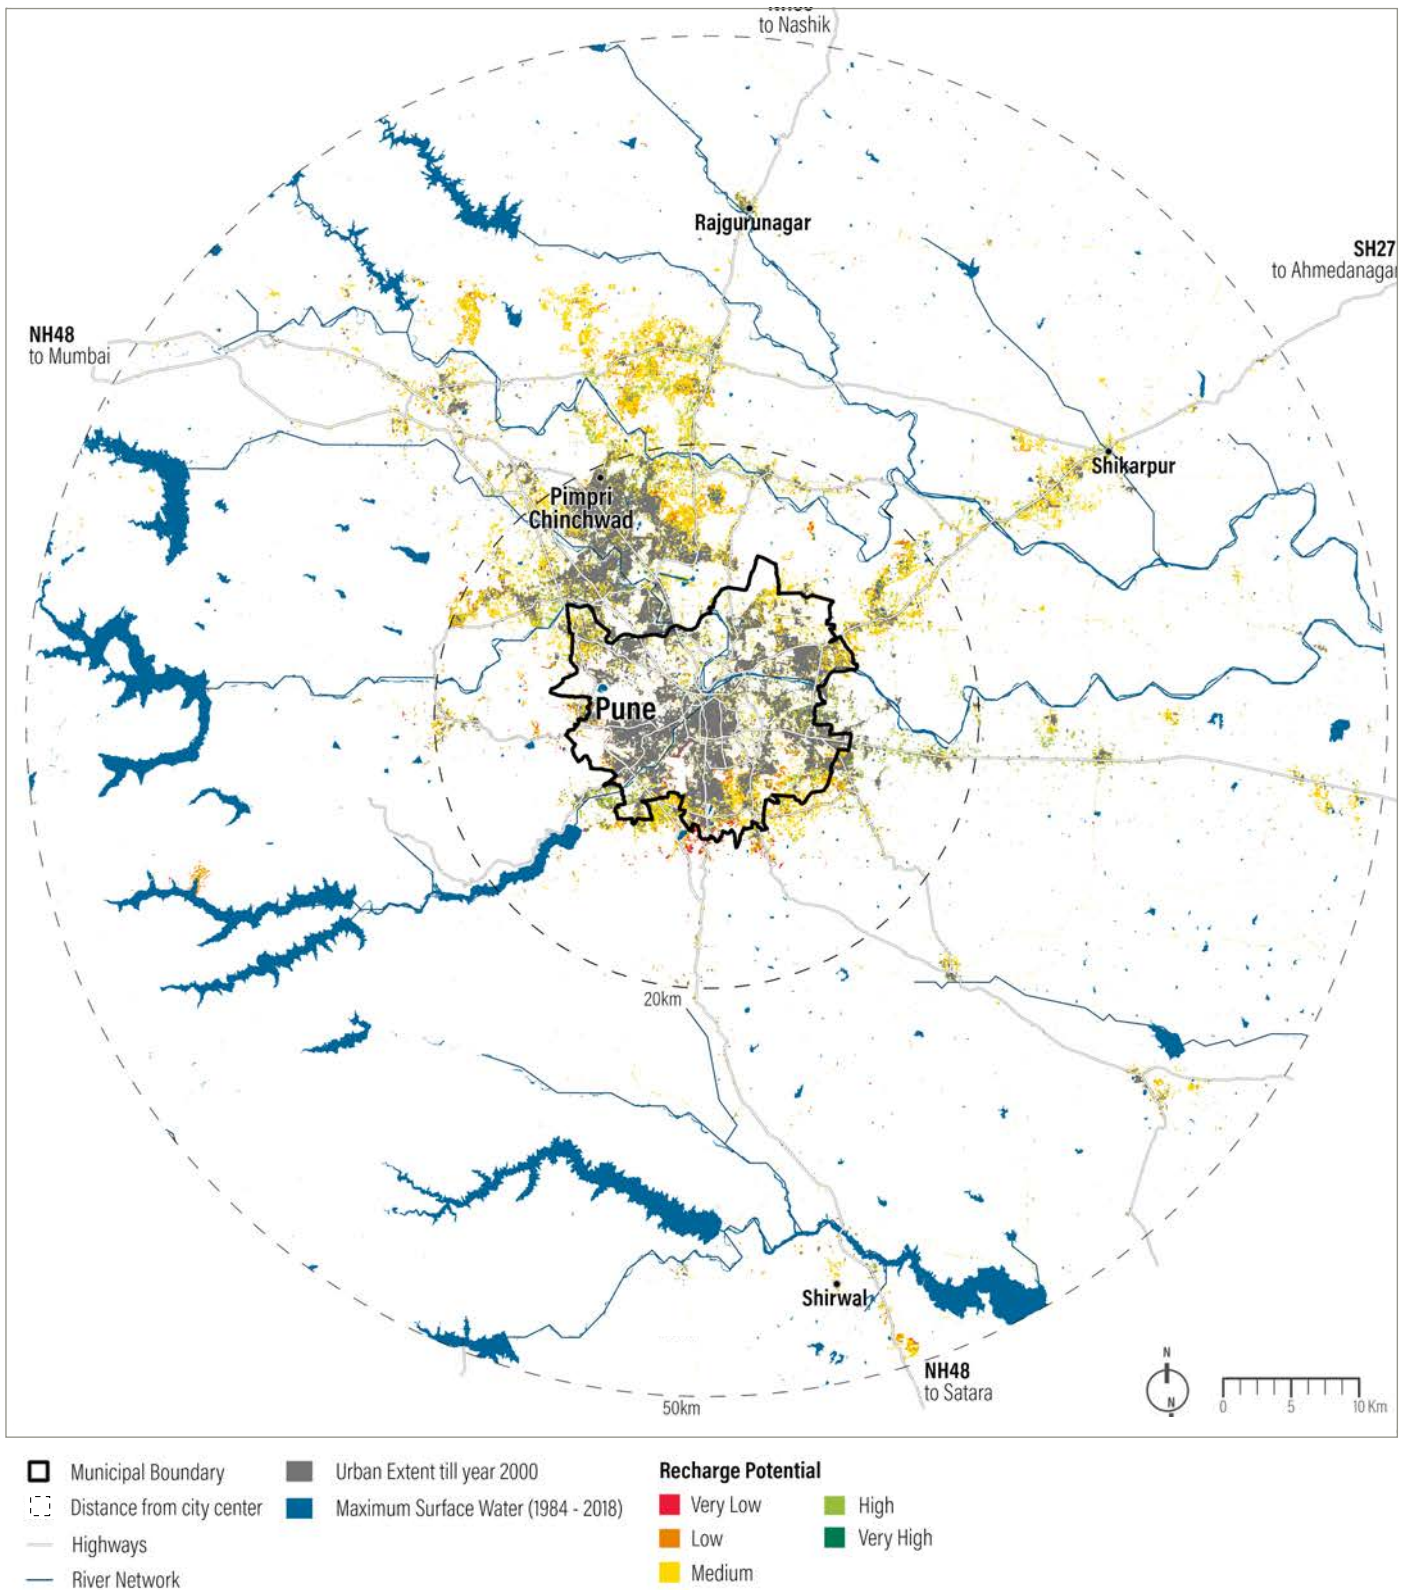 to Nashik
Rajgurunagar
SH27
to Ahmedanagar
NH48
to Mumbai
Shikarpur
Pimpri
Chinchwad
Pune
20km
Shirwal
NH48
to Satara
50km
N
N
0 5 10 Km
Municipal Boundary
Distance from city center
Highways
River Network
Urban Extent till year 2000
Maximum Surface Water (1984 - 2018)
Recharge Potential
Very Low
Low
Medium
High
Very High